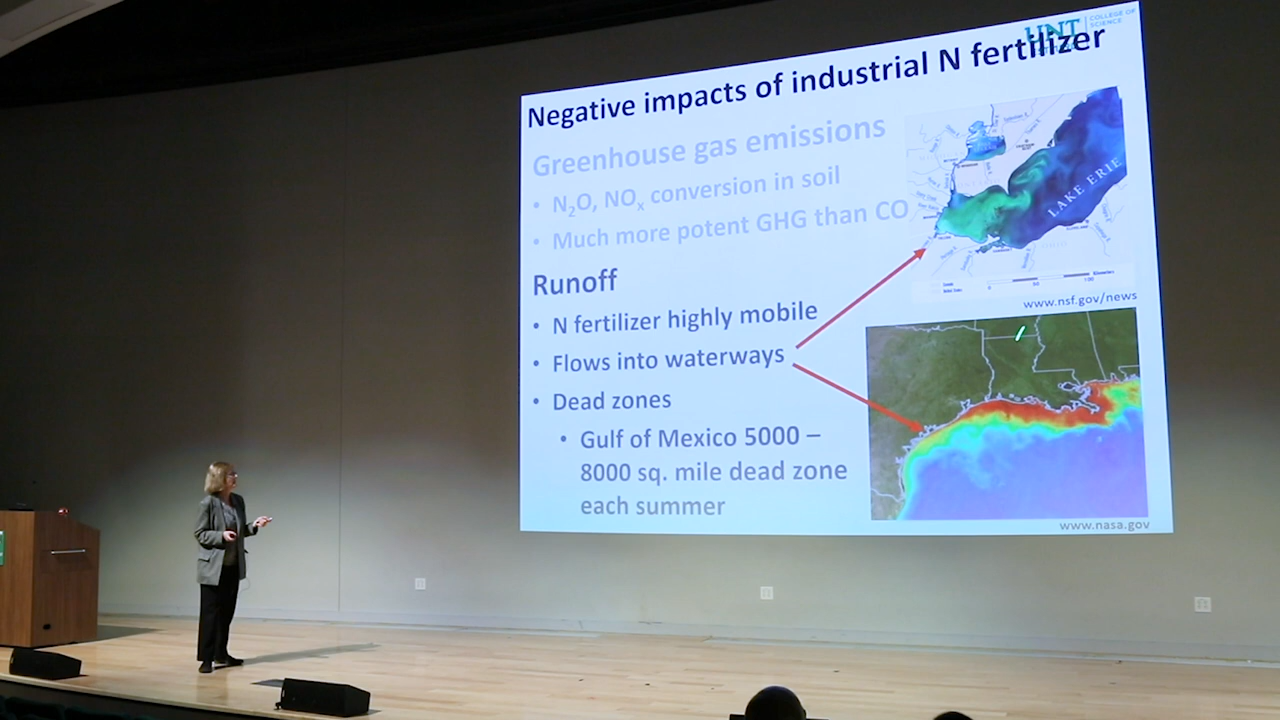 UNT
COLLEGE OF
SCIENCE
Negative impacts of industrial N fertilizer
Greenhouse gas emissions
• N₂O, NOₓ conversion in soil
• Much more potent GHG than CO
Runoff
• N fertilizer highly mobile
• Flows into waterways
• Dead zones
• Gulf of Mexico 5000 –
8000 sq. mile dead zone
each summer
LAKE ERIE
www.nsf.gov/news
www.nasa.gov